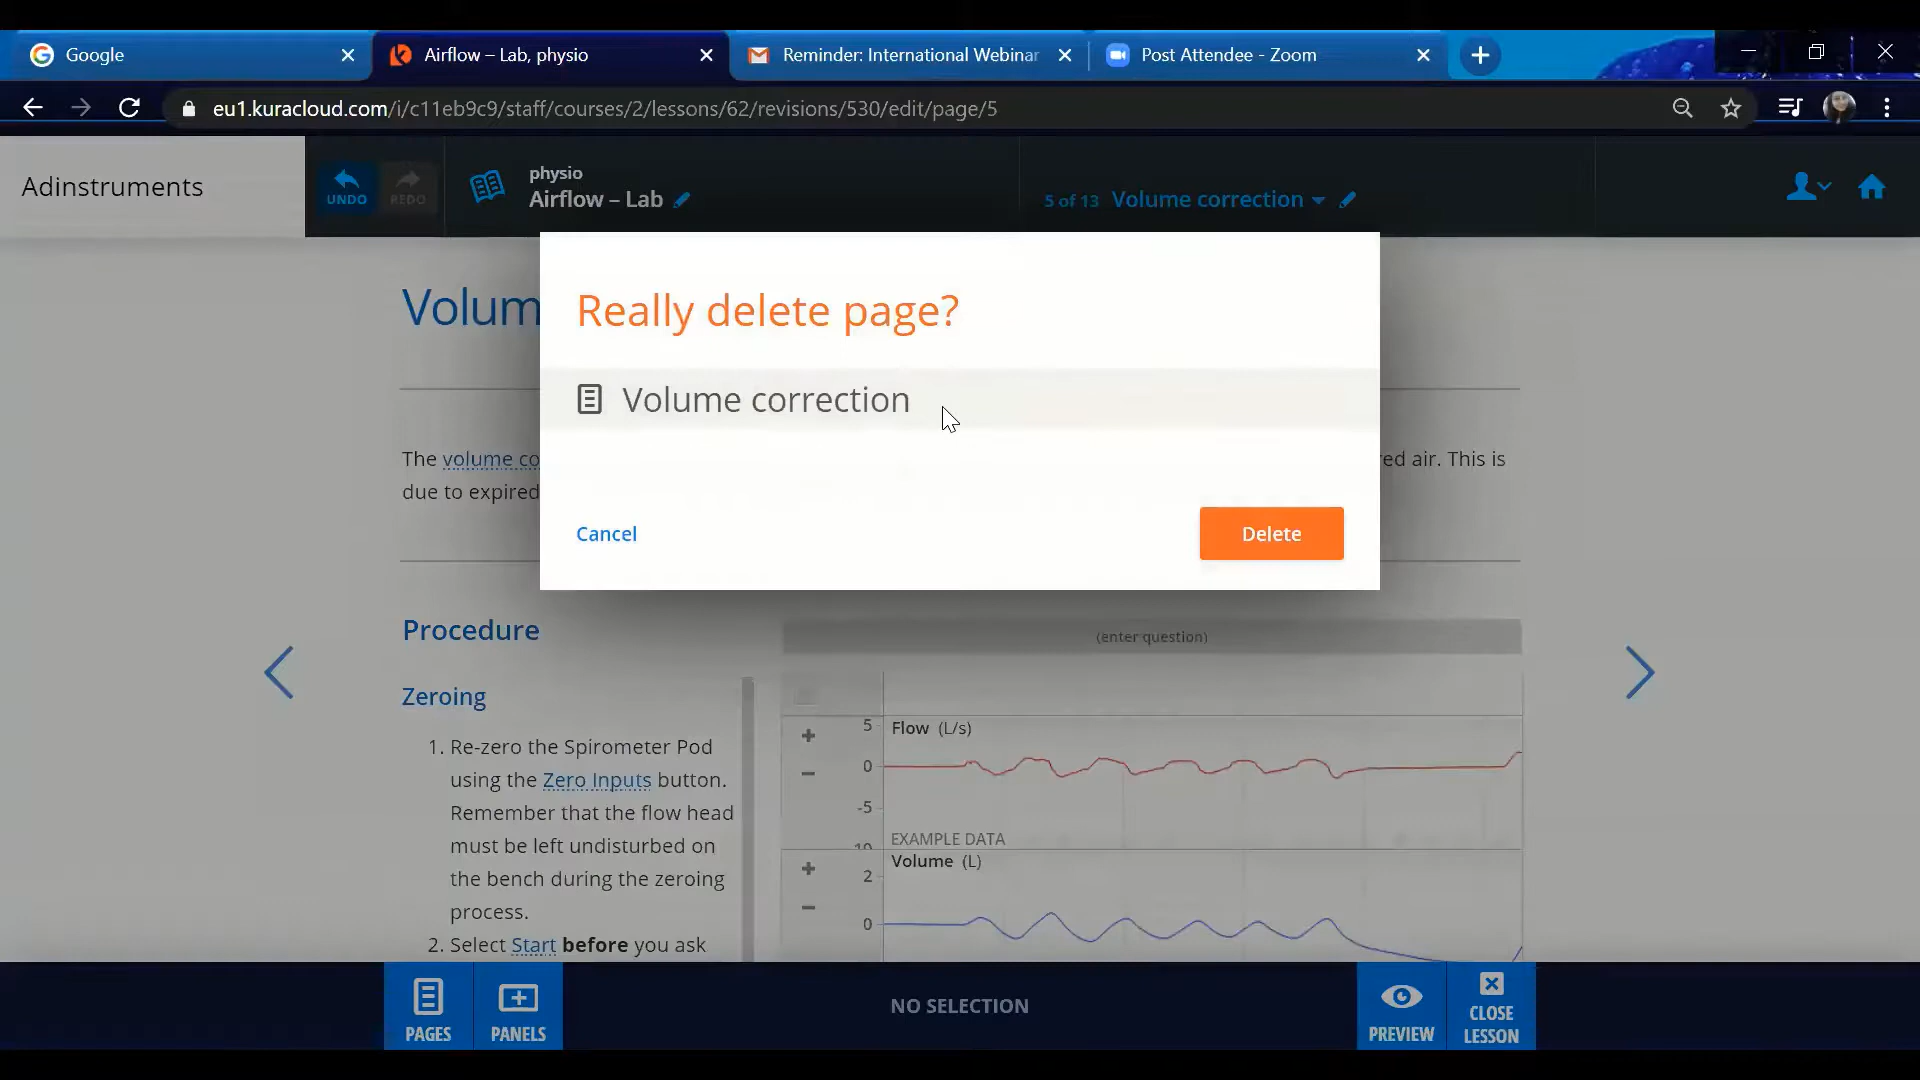 Google
Airflow – Lab, physio
Reminder: International Webinar
Post Attendee - Zoom
eu1.kuracloud.com/i/c11eb9c9/staff/courses/2/lessons/62/revisions/530/edit/page/5
Adinstruments
UNDO
REDO
physio
Airflow – Lab
5 of 13 Volume correction
Volum
Really delete page?
Volume correction
The volume co
red air. This is
due to expired
Cancel
Delete
Procedure
(enter question)
Zeroing
1. Re-zero the Spirometer Pod
using the Zero Inputs button.
Remember that the flow head
must be left undisturbed on
the bench during the zeroing
process.
2. Select Start before you ask
5
Flow (L/s)
0
-5
EXAMPLE DATA
Volume (L)
2
0
PAGES
PANELS
NO SELECTION
PREVIEW
CLOSE
LESSON